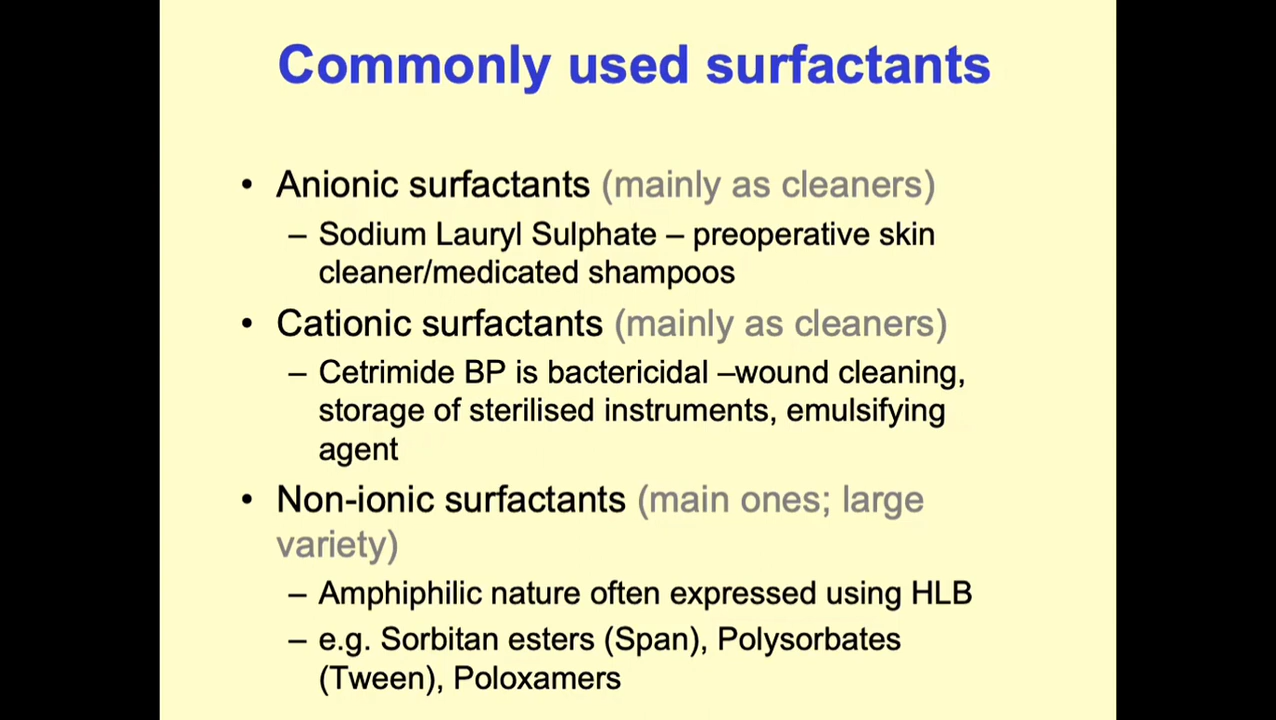 Commonly used surfactants
• Anionic surfactants (mainly as cleaners)
– Sodium Lauryl Sulphate – preoperative skin
cleaner/medicated shampoos
• Cationic surfactants (mainly as cleaners)
– Cetrimide BP is bactericidal –wound cleaning,
storage of sterilised instruments, emulsifying
agent
• Non-ionic surfactants (main ones; large
variety)
– Amphiphilic nature often expressed using HLB
– e.g. Sorbitan esters (Span), Polysorbates
(Tween), Poloxamers